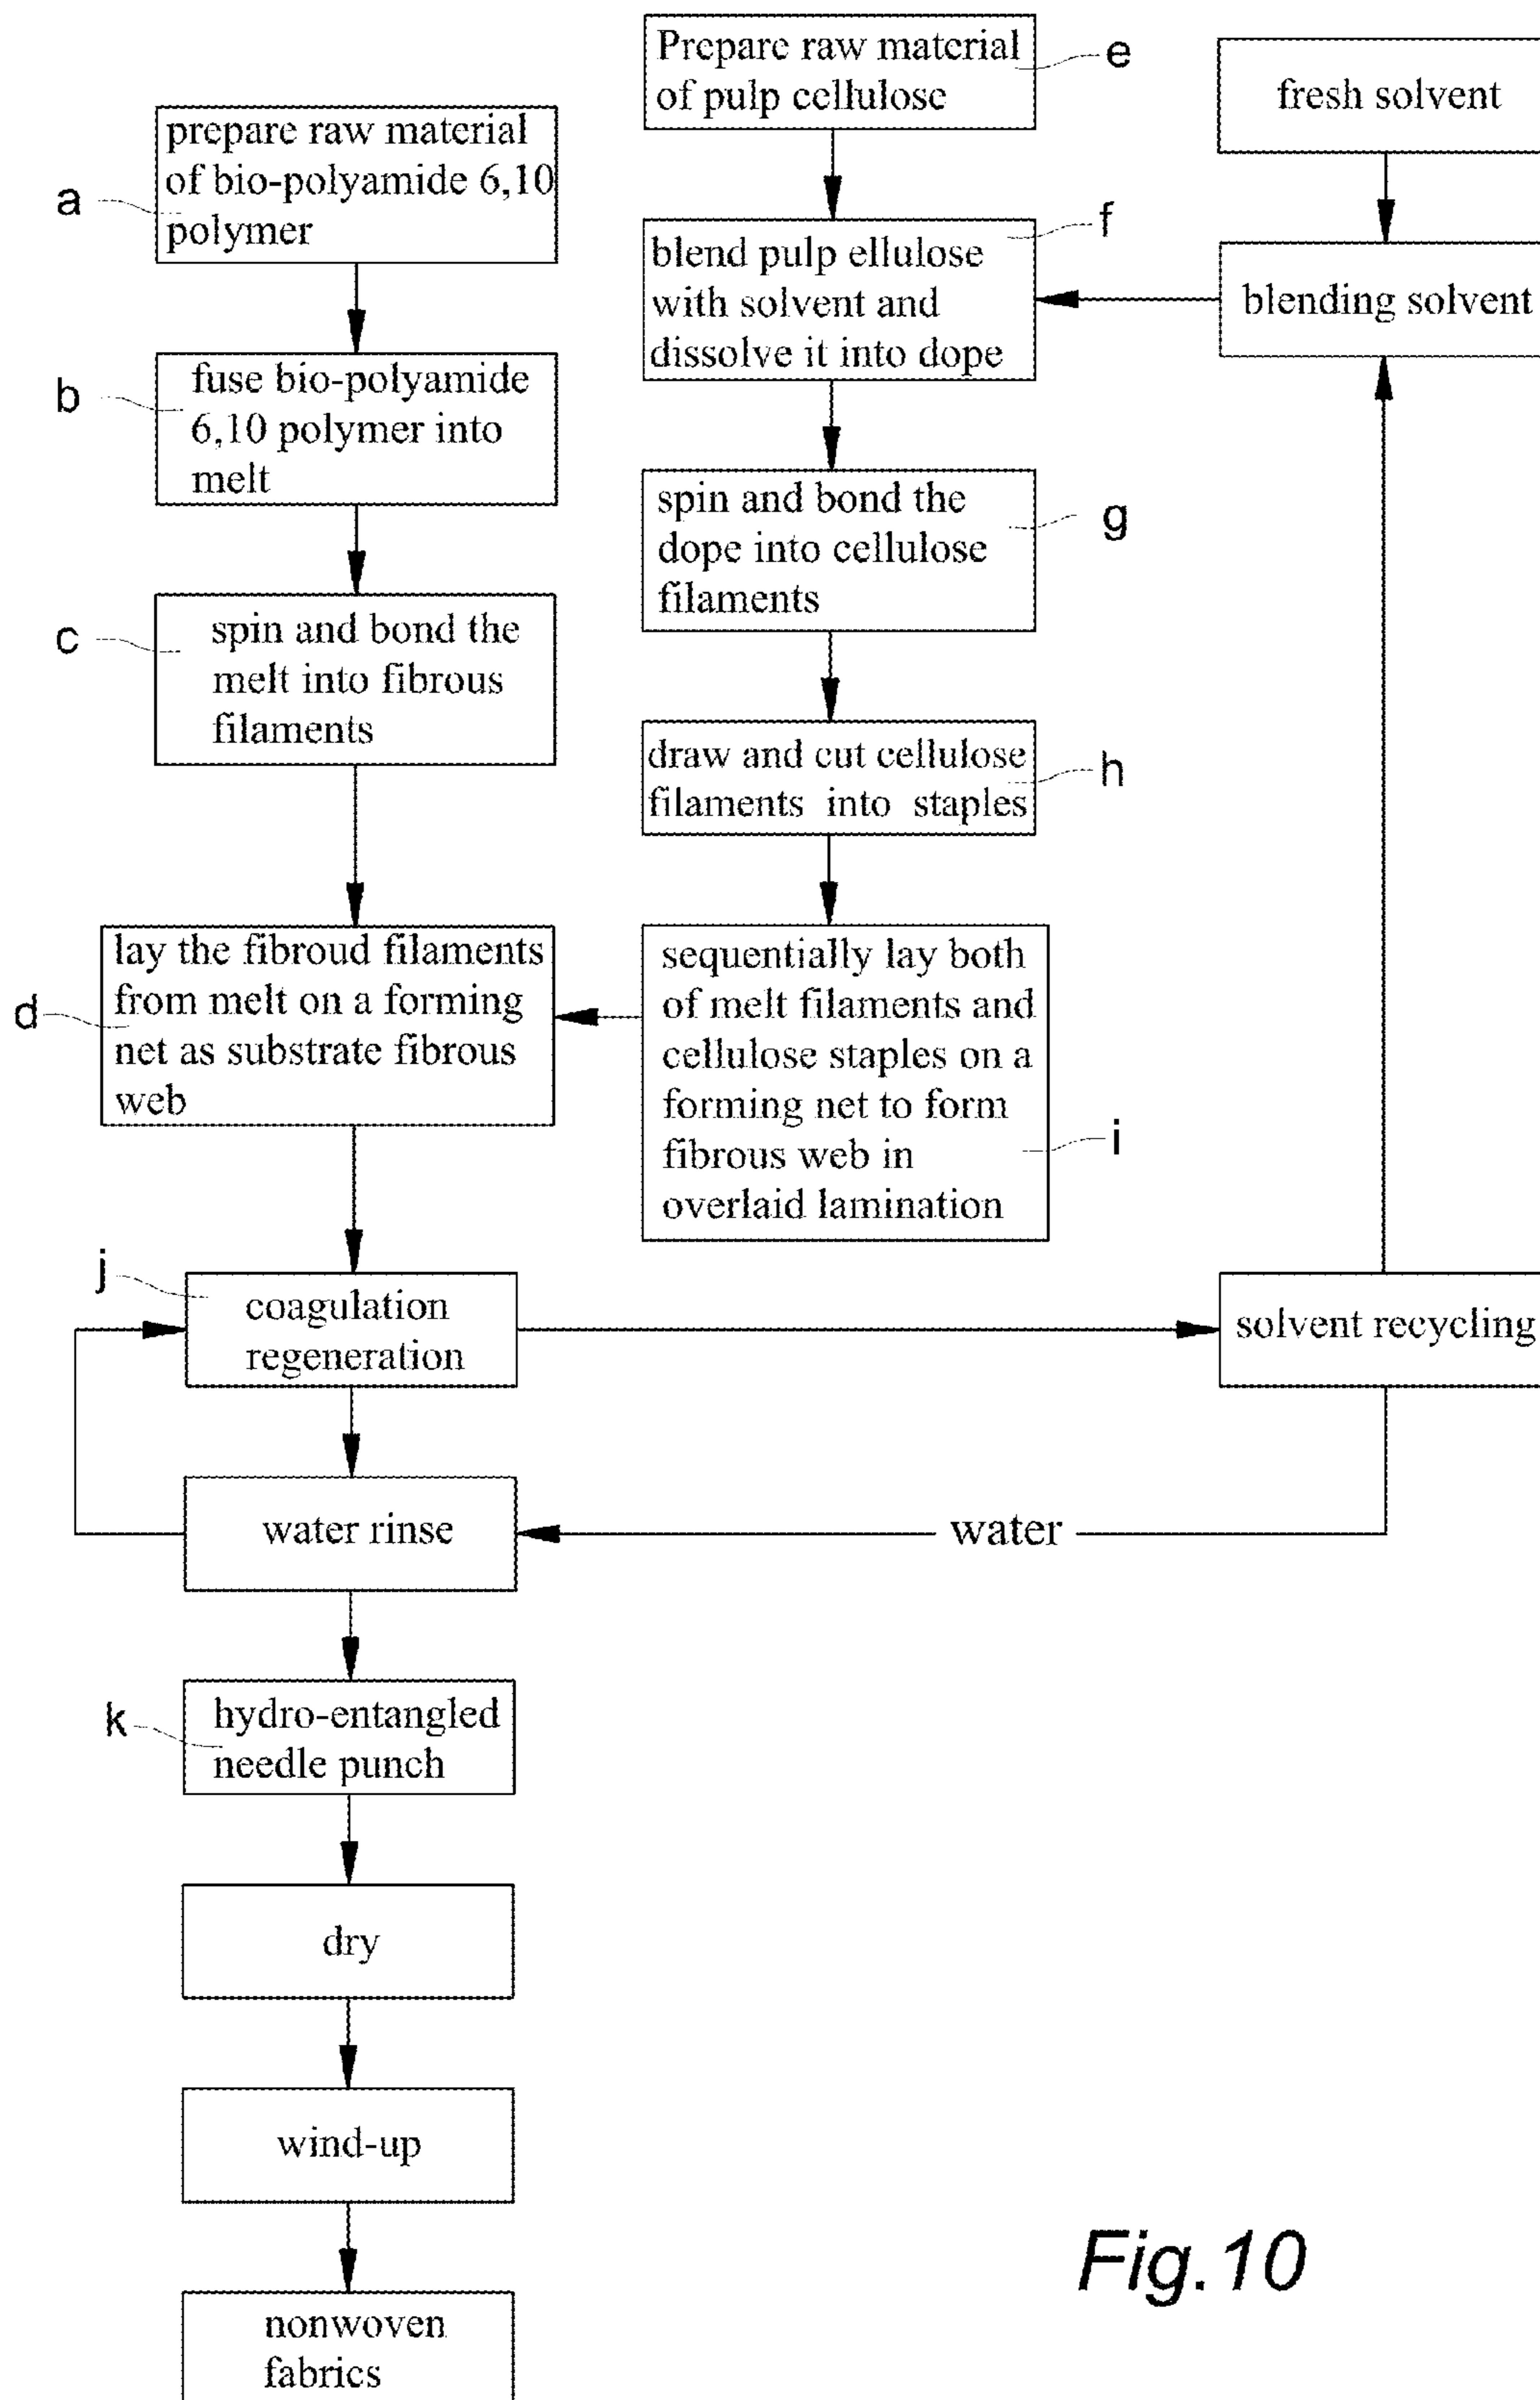 a
prepare raw material
of bio-polyamide 6,10
polymer
b
fuse bio-polyamide
6,10 polymer into
melt
c
spin and bond the
melt into fibrous
filaments
d
lay the fibroud filaments
from melt on a forming
net as substrate fibrous
web
Prepare raw material
of pulp cellulose
e
blend pulp ellulose
with solvent and
dissolve it into dope
f
spin and bond the
dope into cellulose
filaments
g
draw and cut cellulose
filaments into staples
h
sequentially lay both
of melt filaments and
cellulose staples on a
forming net to form
fibrous web in
overlaid lamination
i
fresh solvent
blending solvent
j
coagulation
regeneration
solvent recycling
water rinse
water
k
hydro-entangled
needle punch
dry
wind-up
nonwoven
fabrics
Fig.10